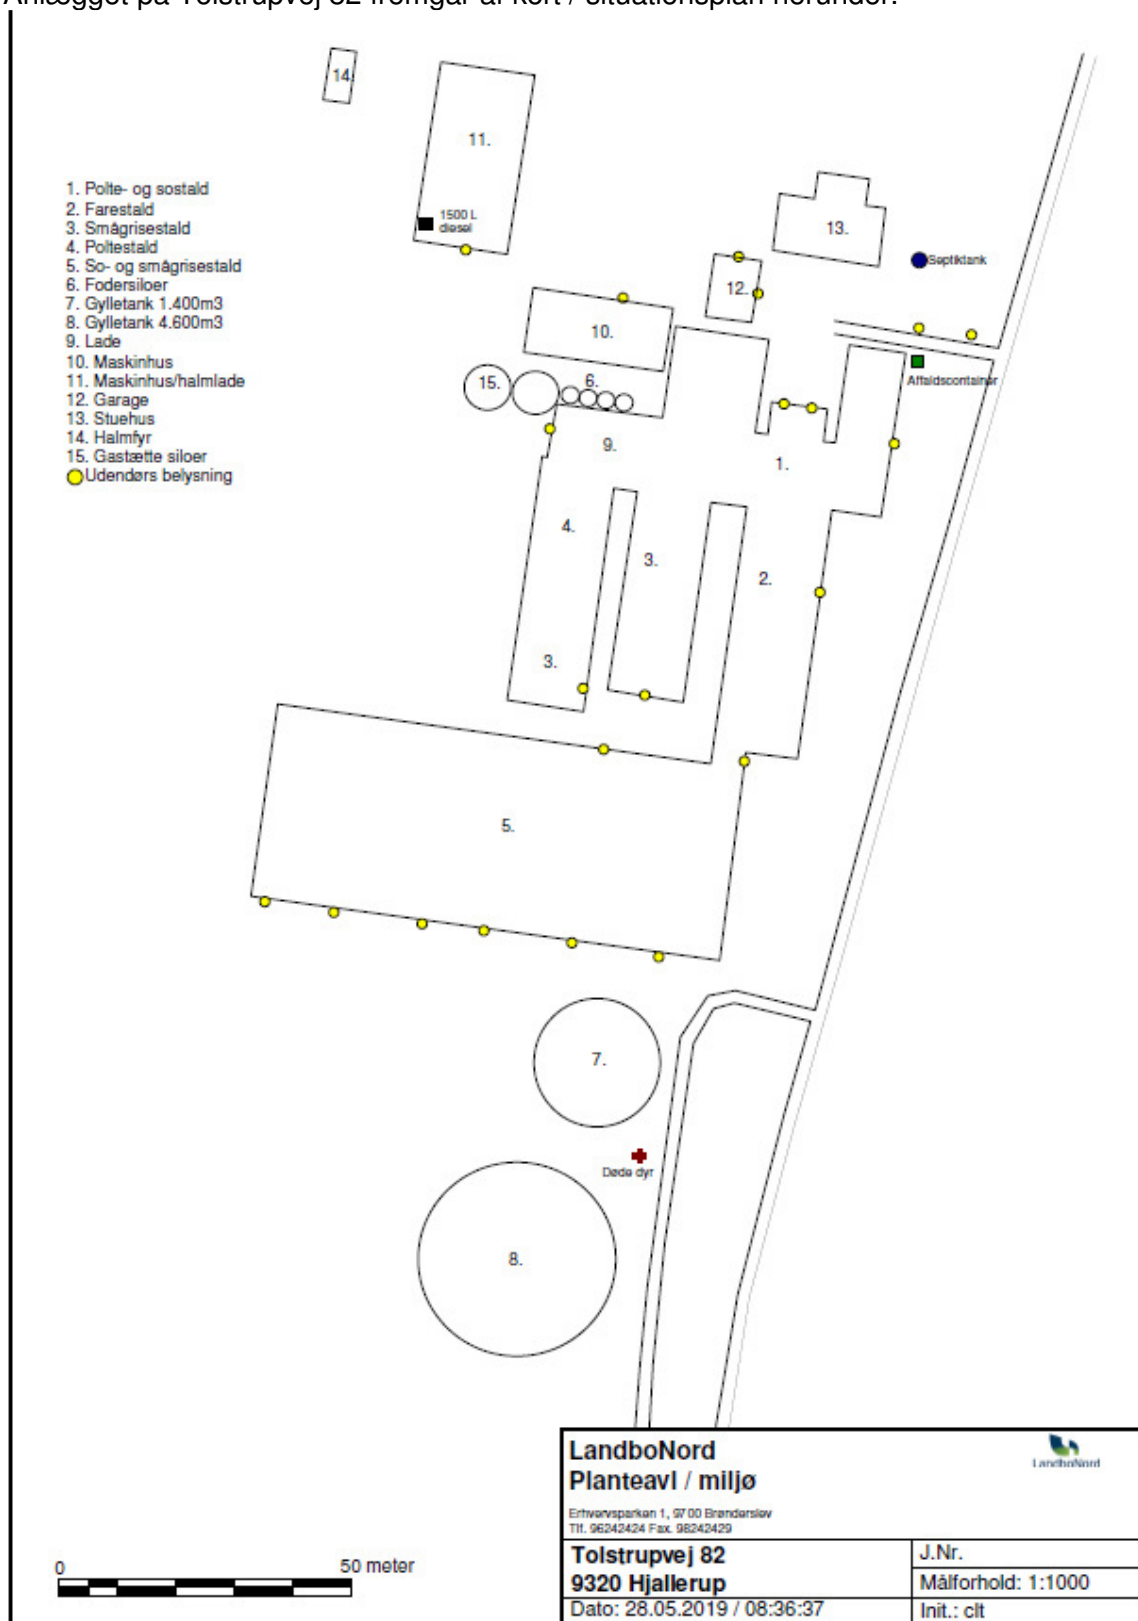 Anlægget på Tolstrupvej 82 fremgår af kort / situationsplan herunder:
14.
11.
1500 L
diesel
1. Polte- og sostald
2. Farestald
3. Smågrisestald
4. Poltestald
5. So- og smågrisestald
6. Fodersiloer
7. Gylletank 1.400m3
8. Gylletank 4.600m3
9. Lade
10. Maskinhus
11. Maskinhus/halmlade
12. Garage
13. Stuehus
14. Halmfyr
15. Gastætte siloer
Udendørs belysning
13.
Septiktank
12.
10.
Affaldscontainer
15.
6.
9.
1.
4.
3.
2.
3.
5.
7.
Døde dyr
8.
LandboNord
Planteavl / miljø
LandboNord
Erhvervsparken 1, 9700 Brønderslev
Tlf. 96242424 Fax. 98242429
Tolstrupvej 82
9320 Hjallerup
J.Nr.
Målforhold: 1:1000
Dato: 28.05.2019 / 08:36:37
Init.: clt
0
50 meter